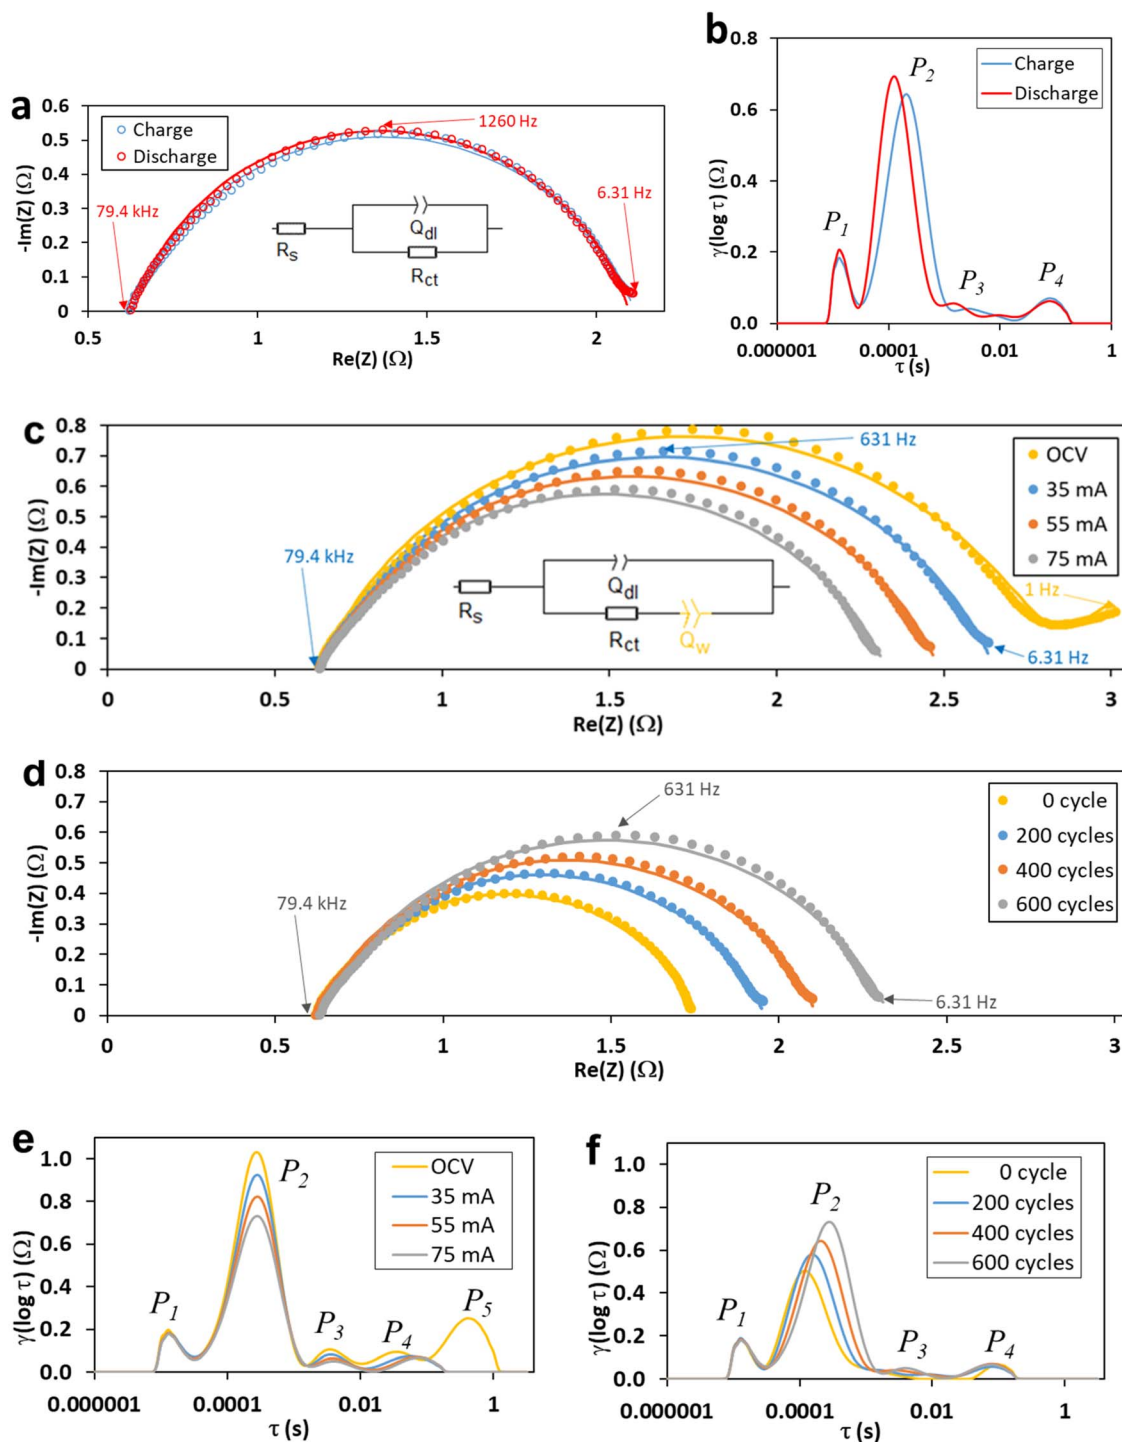 a
0.6
0.5
0.4
0.3
0.2
0.1
0
-Im(Z) (Ω)
Charge
Discharge
1260 Hz
79.4 kHz
6.31 Hz
Rs
Qdl
Rct
0.5
1
1.5
2
Re(Z) (Ω)
b
0.8
0.6
0.4
0.2
0.0
γ(log τ) (Ω)
Charge
Discharge
P1
P2
P3
P4
0.000001
0.0001
0.01
1
τ (s)
c
0.8
0.7
0.6
0.5
0.4
0.3
0.2
0.1
0
-Im(Z) (Ω)
631 Hz
79.4 kHz
OCV
35 mA
55 mA
75 mA
1 Hz
6.31 Hz
Rs
Qdl
Rct
Qw
0
0.5
1
1.5
2
2.5
3
Re(Z) (Ω)
d
0.8
0.7
0.6
0.5
0.4
0.3
0.2
0.1
0
-Im(Z) (Ω)
631 Hz
79.4 kHz
0 cycle
200 cycles
400 cycles
600 cycles
6.31 Hz
0
0.5
1
1.5
2
2.5
3
Re(Z) (Ω)
e
1.0
0.8
0.6
0.4
0.2
0.0
γ(log τ) (Ω)
OCV
35 mA
55 mA
75 mA
P1
P2
P3
P4
P5
0.000001
0.0001
0.01
1
τ (s)
f
1.0
0.8
0.6
0.4
0.2
0.0
γ(log τ) (Ω)
0 cycle
200 cycles
400 cycles
600 cycles
P1
P2
P3
P4
0.000001
0.0001
0.01
1
τ (s)